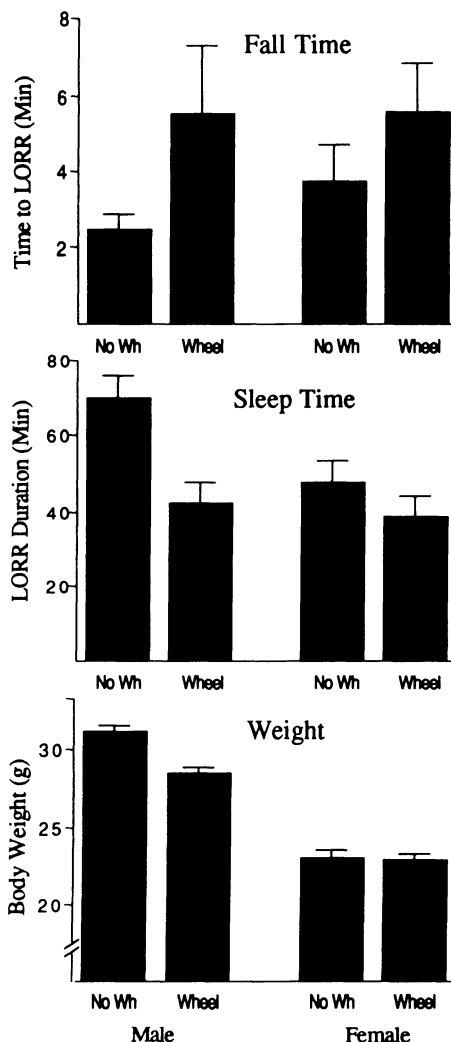 Fall Time
Time to LORR (Min)
8
6
4
2
No Wh Wheel No Wh Wheel
Sleep Time
LORR Duration (Min)
80
60
40
20
No Wh Wheel No Wh Wheel
Weight
Body Weight (g)
30
25
20
No Wh Wheel No Wh Wheel
Male Female